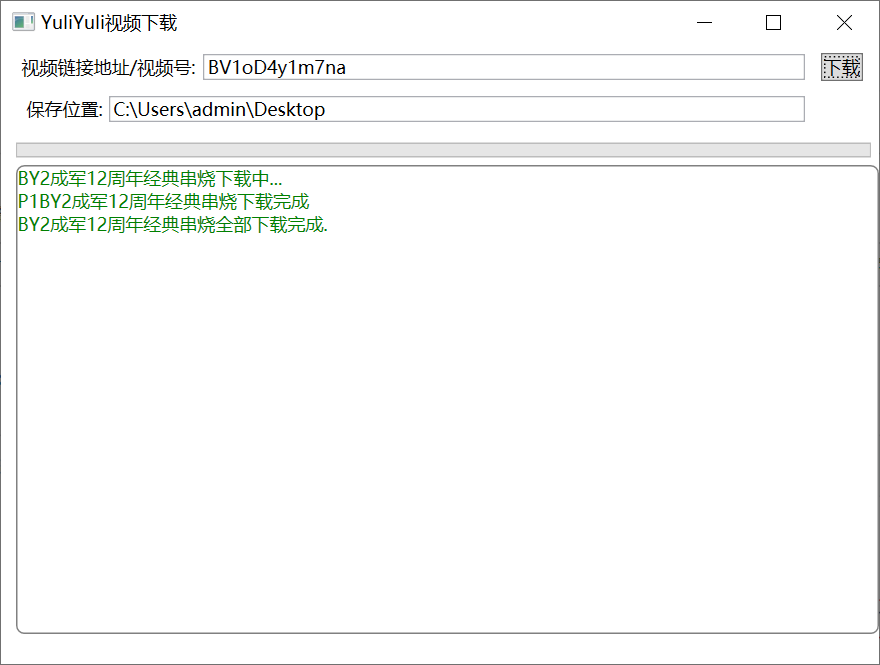 YuliYuli视频下载
视频链接地址/视频号: BV1oD4y1m7na 下载
保存位置: C:\Users\admin\Desktop
BY2成军12周年经典串烧下载中...
P1BY2成军12周年经典串烧下载完成
BY2成军12周年经典串烧全部下载完成.